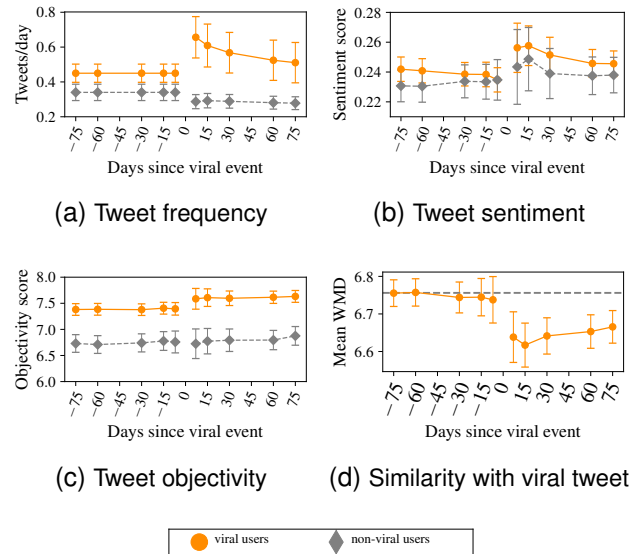 Tweets/day
0.8
0.6
0.4
0.2
−75 −60 −45 −30 −15 0 15 30 45 60 75
Days since viral event
(a) Tweet frequency
Sentiment score
0.26
0.24
0.22
−75 −60 −45 −30 −15 0 15 30 45 60 75
Days since viral event
(b) Tweet sentiment
Objectivity score
8.0
7.5
7.0
6.5
6.0
−75 −60 −45 −30 −15 0 15 30 45 60 75
Days since viral event
(c) Tweet objectivity
Mean WMD
6.8
6.7
6.6
−75 −60 −45 −30 −15 0 15 30 45 60 75
Days since viral event
(d) Similarity with viral tweet
viral users non-viral users